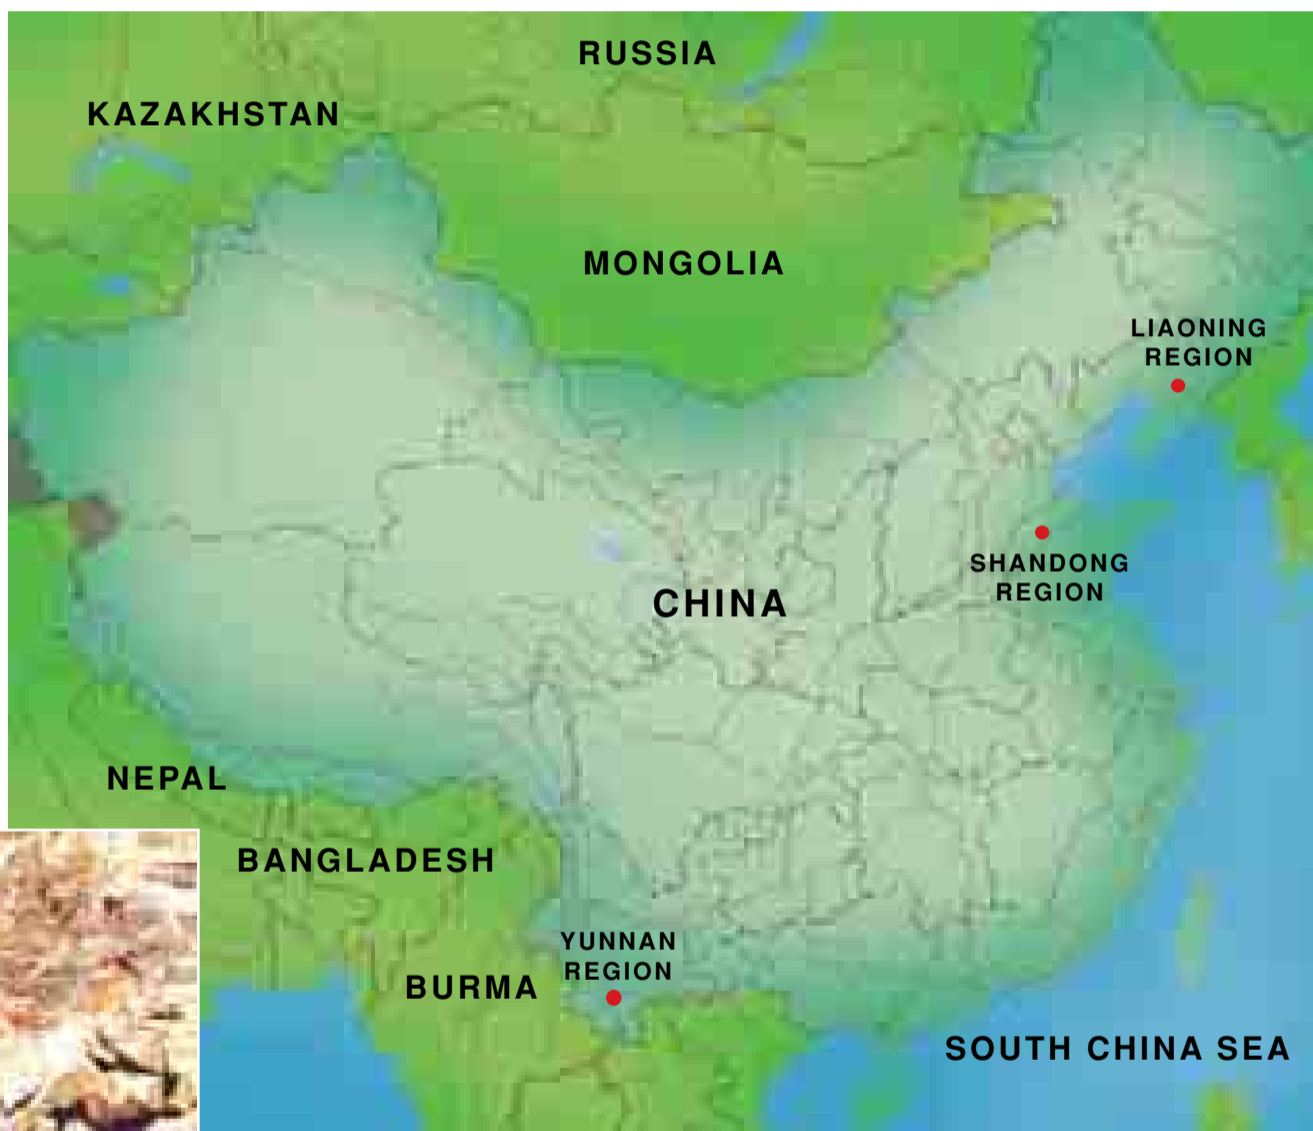 RUSSIA
KAZAKHSTAN
MONGOLIA
LIAONING
REGION
SHANDONG
REGION
CHINA
NEPAL
BANGLADESH
YUNNAN
REGION
BURMA
SOUTH CHINA SEA